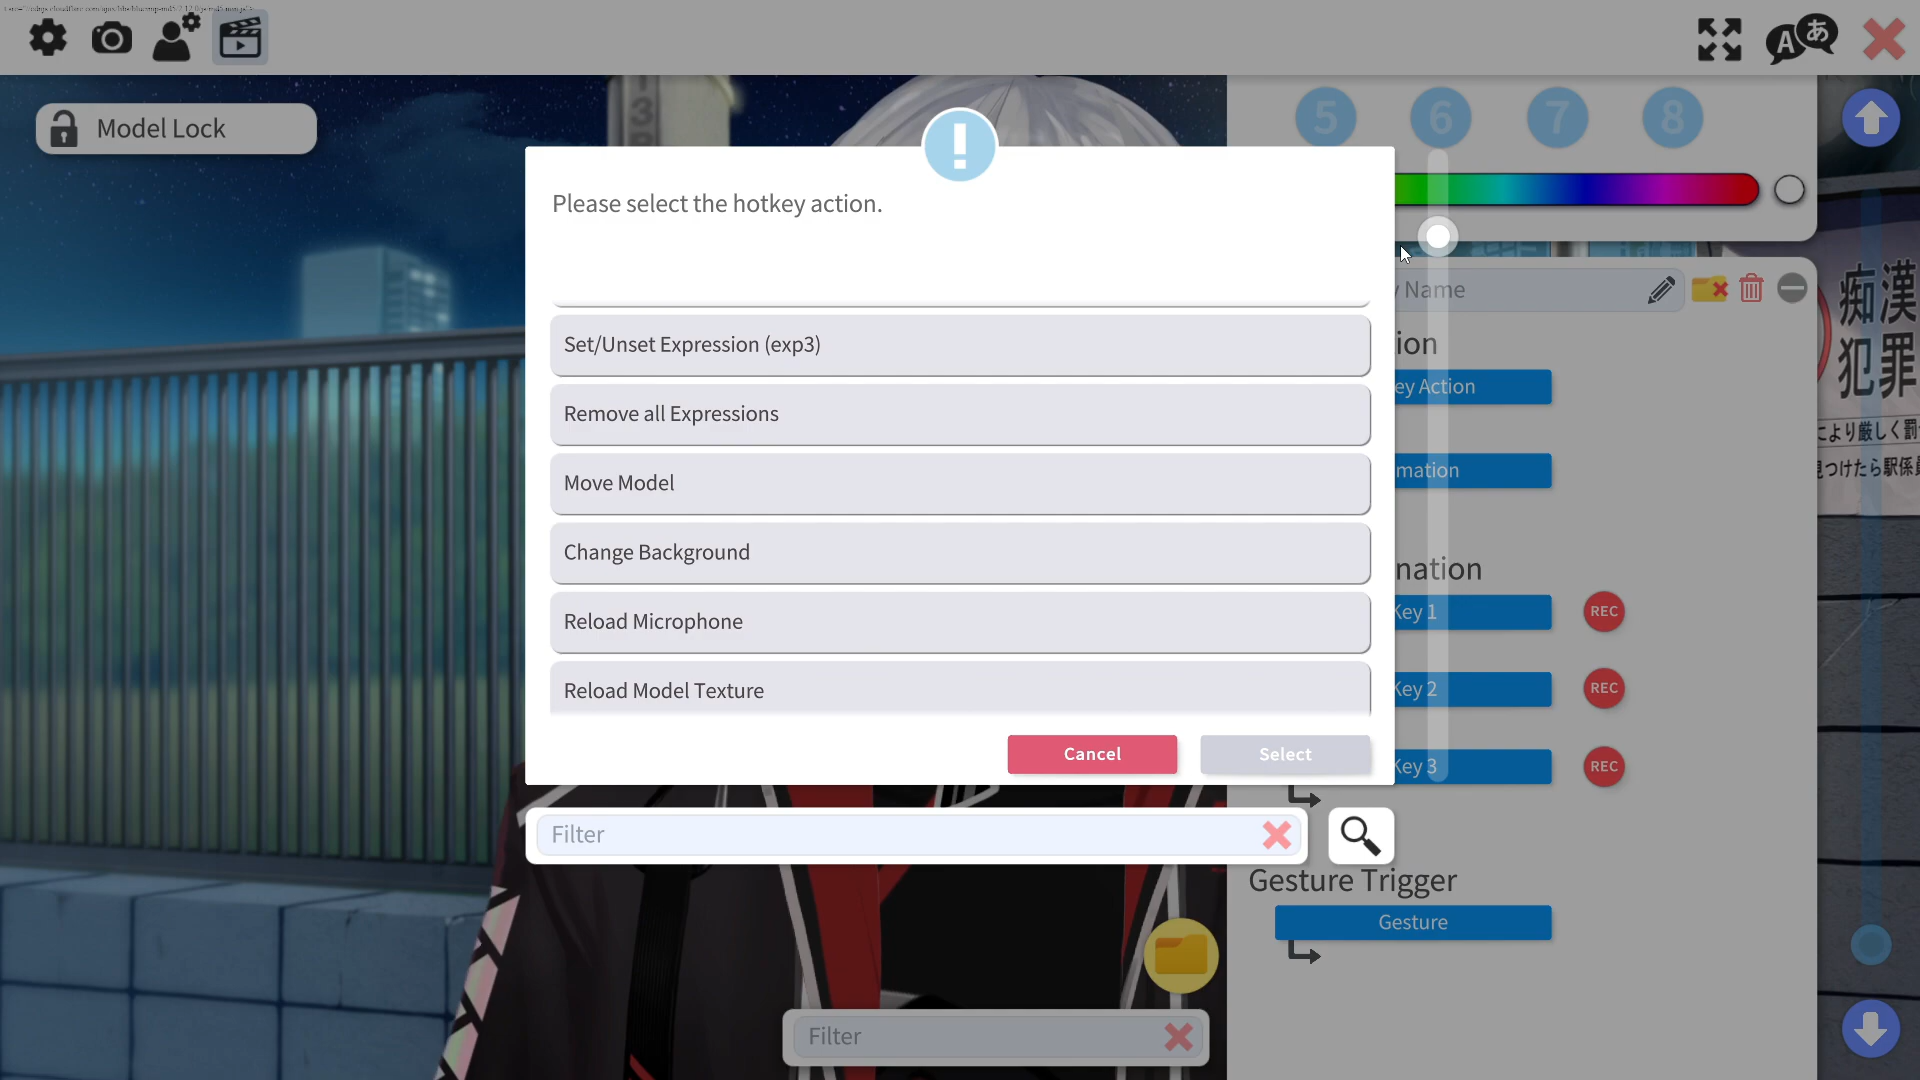 Model Lock
5 6 7 8
Please select the hotkey action.
Set/Unset Expression (exp3)
Remove all Expressions
Move Model
Change Background
Reload Microphone
Reload Model Texture
Cancel
Select
Filter
Name
ion
ey Action
mation
nation
Key 1
REC
Key 2
REC
Key 3
REC
Gesture Trigger
Gesture
Filter
A あ
痴漢
犯罪
により厳しく罰
見つけたら駅係員